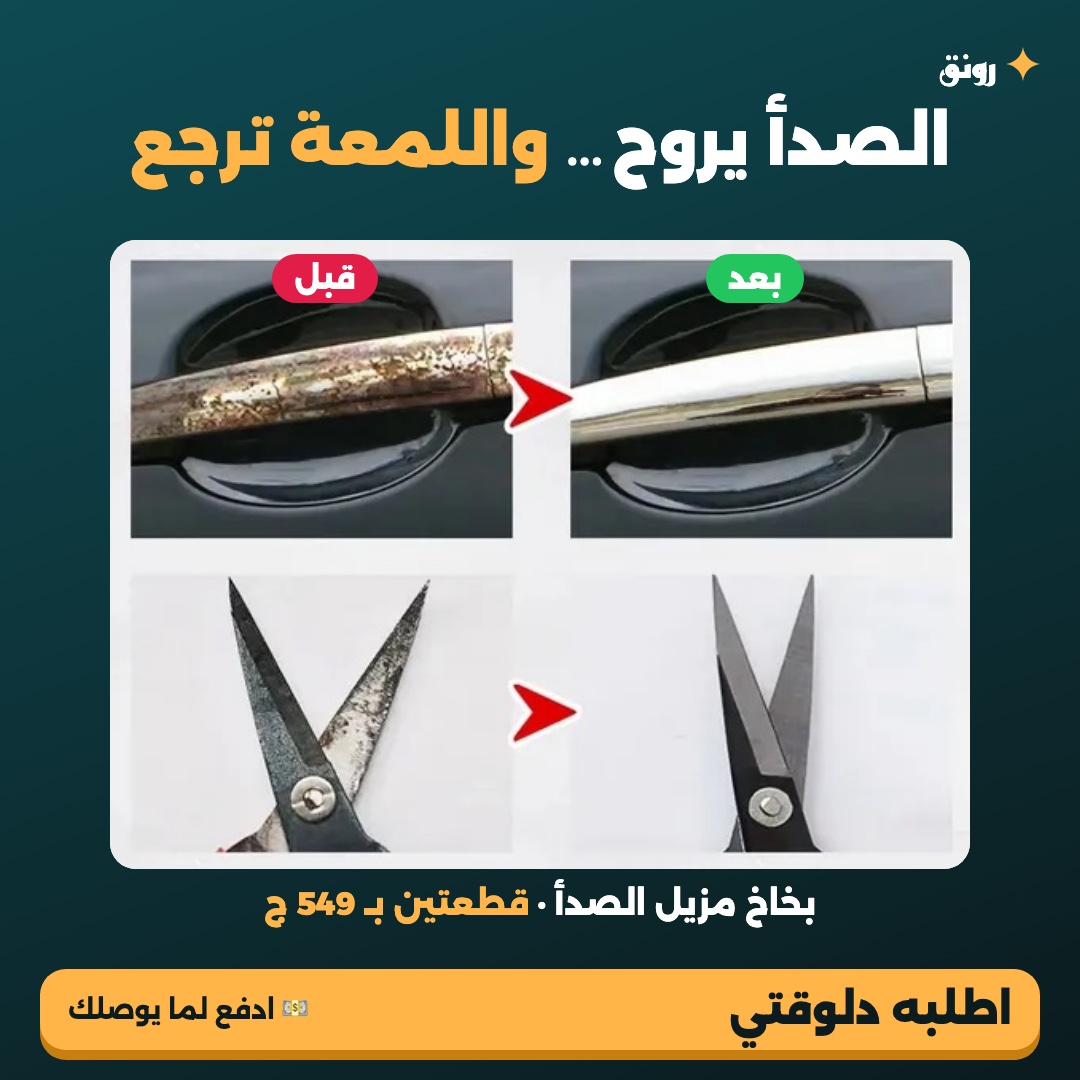 رونق
الصدأ يروح ... واللمعة ترجع
بعد
قبل
بخاخ مزيل الصدأ · قطعتين بـ 549 ج
اطلبه دلوقتي
💵 ادفع لما يوصلك